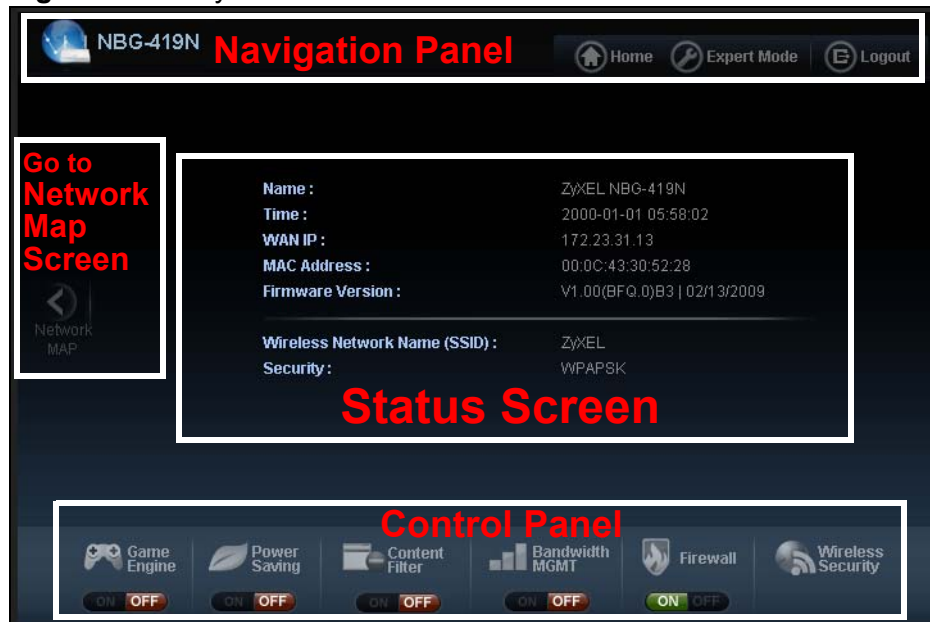 NBG-419N
Navigation Panel
Home
Expert Mode
Logout
Go to
Network
Map
Screen
Network
MAP
Name : ZyXEL NBG-419N
Time : 2000-01-01 05:58:02
WAN IP : 172.23.31.13
MAC Address : 00:0C:43:30:52:28
Firmware Version : V1.00(BFQ.0)B3 | 02/13/2009
Wireless Network Name (SSID) : ZyXEL
Security : WPAPSK
Status Screen
Control Panel
Game
Engine
ON OFF
Power
Saving
ON OFF
Content
Filter
ON OFF
Bandwidth
MGMT
ON OFF
Firewall
ON OFF
Wireless
Security